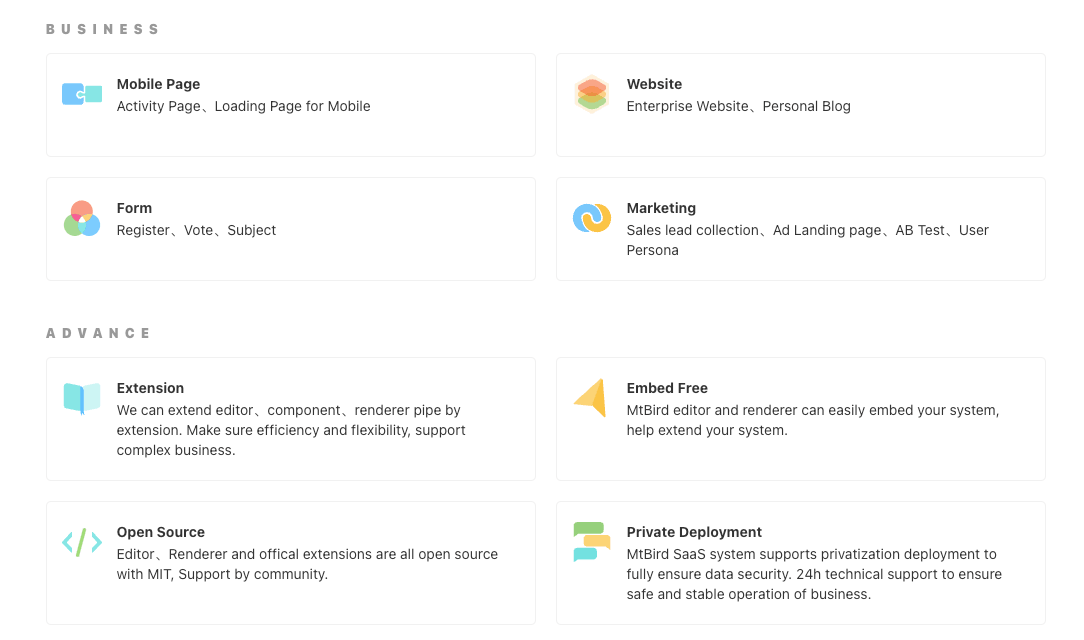 BUSINESS
Mobile Page
Activity Page、Loading Page for Mobile
Website
Enterprise Website、Personal Blog
Form
Register、Vote、Subject
Marketing
Sales lead collection、Ad Landing page、AB Test、User
Persona
ADVANCE
Extension
We can extend editor、component、renderer pipe by
extension. Make sure efficiency and flexibility, support
complex business.
Embed Free
MtBird editor and renderer can easily embed your system,
help extend your system.
Open Source
Editor、Renderer and offical extensions are all open source
with MIT, Support by community.
Private Deployment
MtBird SaaS system supports privatization deployment to
fully ensure data security. 24h technical support to ensure
safe and stable operation of business.